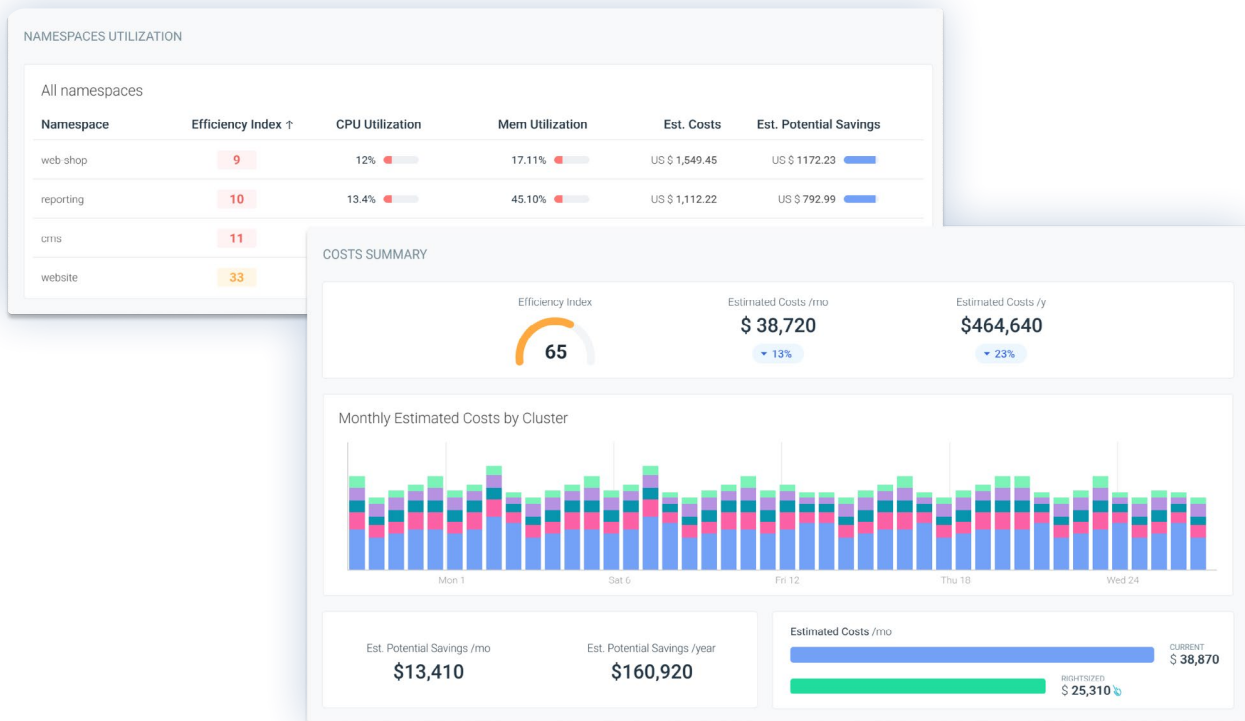 NAMESPACES UTILIZATION
All namespaces
Namespace Efficiency Index ↑ CPU Utilization Mem Utilization Est. Costs Est. Potential Savings
web shop 9 12% 17.11% US $ 1,549.45 US $ 1172.23
reporting 10 13.4% 45.10% US $ 1,112.22 US $ 792.99
cms 11
website 33
COSTS SUMMARY
Efficiency Index Estimated Costs /mo Estimated Costs /y
65 $ 38,720 $464,640
13% 23%
Monthly Estimated Costs by Cluster
Mon 1 Sat 6 Fri 12 Thu 18 Wed 24
Est. Potential Savings /mo Est. Potential Savings /year
$13,410 $160,920
Estimated Costs /mo
CURRENT
$ 38,870
RIGHTSIZED
$ 25,310